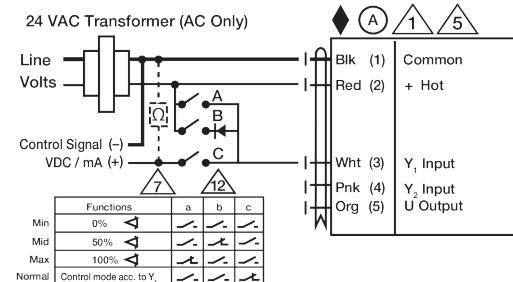 24 VAC Transformer (AC Only)
A 1 5
Line
Volts
Blk (1) Common
Red (2) + Hot
A
Ω
B
Control Signal (–)
VDC / mA (+)
C
Wht (3) Y1 Input
Pnk (4) Y2 Input
Org (5) U Output
7 12
Functions a b c
Min 0%
Mid 50%
Max 100%
Normal Control mode acc. to Y1